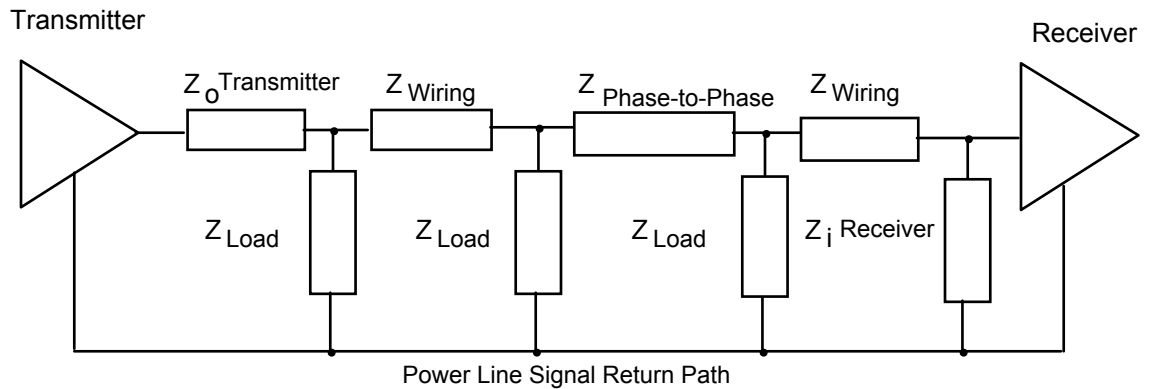 Transmitter
Receiver
Z o Transmitter
Z Wiring
Z Phase-to-Phase
Z Wiring
Z Load
Z Load
Z Load
Z i Receiver
Power Line Signal Return Path